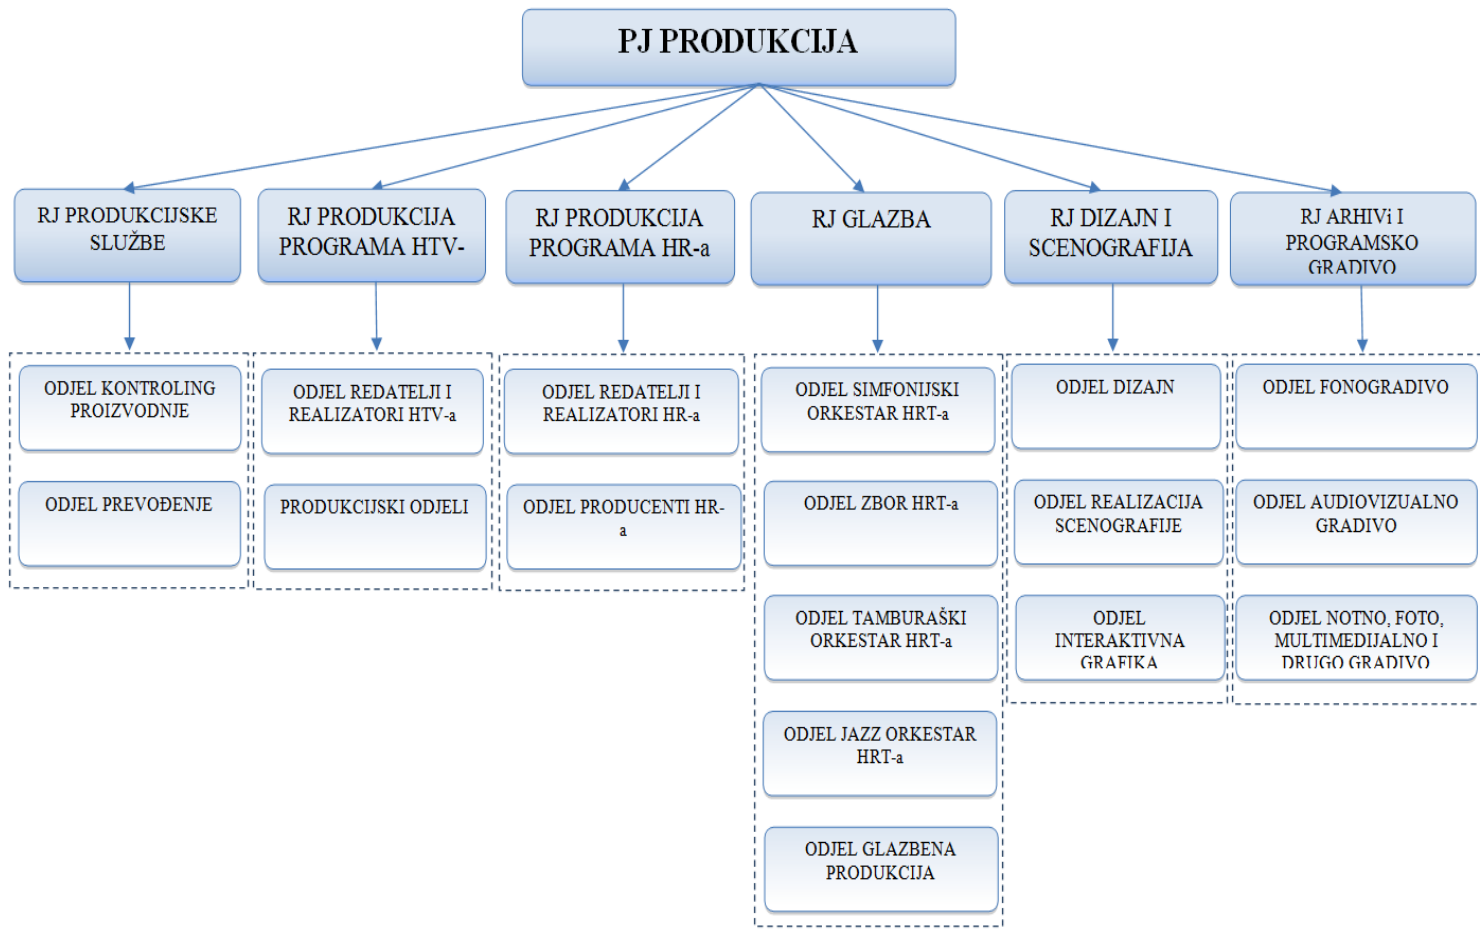 PJ PRODUKCIJA
RJ PRODUKCIJSKE
SLUŽBE
RJ PRODUKCIJA
PROGRAMA HTV-
RJ PRODUKCIJA
PROGRAMA HR-a
RJ GLAZBA
RJ DIZAJN I
SCENOGRAFIJA
RJ ARHIVi I
PROGRAMSKO
GRADIVO
ODJEL KONTROLING
PROIZVODNJE
ODJEL PREVOĐENJE
ODJEL REDATELJI I
REALIZATORI HTV-a
PRODUKCIJSKI ODJELI
ODJEL REDATELJI I
REALIZATORI HR-a
ODJEL PRODUCENTI HR-
a
ODJEL SIMFONIJSKI
ORKESTAR HRT-a
ODJEL ZBOR HRT-a
ODJEL TAMBURAŠKI
ORKESTAR HRT-a
ODJEL JAZZ ORKESTAR
HRT-a
ODJEL GLAZBENA
PRODUKCIJA
ODJEL DIZAJN
ODJEL REALIZACIJA
SCENOGRAFIJE
ODJEL
INTERAKTIVNA
GRAFIKA
ODJEL FONOGRADIVO
ODJEL AUDIOVIZUALNO
GRADIVO
ODJEL NOTNO, FOTO,
MULTIMEDIJALNO I
DRUGO GRADIVO